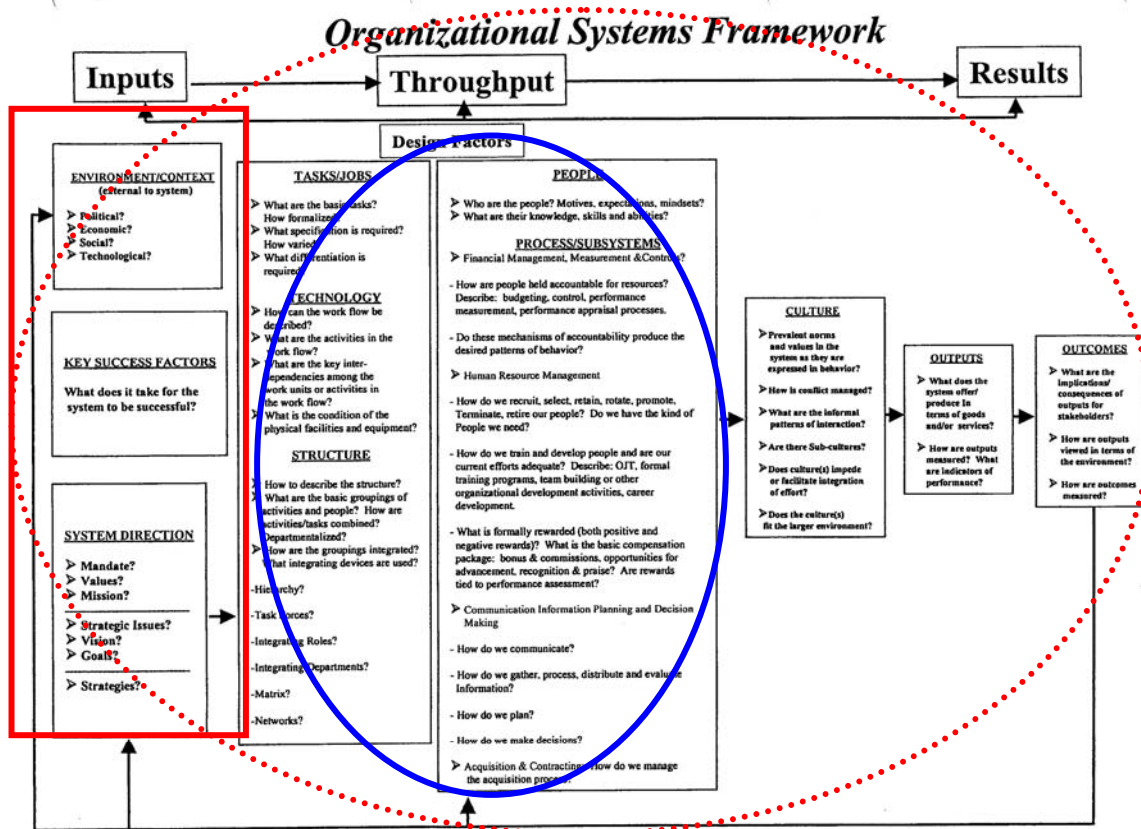 Organizational Systems Framework
Inputs
Throughput
Results
Design Factors
ENVIRONMENT/CONTEXT
(external to system)
➢ Political?
➢ Economic?
➢ Social?
➢ Technological?
KEY SUCCESS FACTORS
What does it take for the
system to be successful?
SYSTEM DIRECTION
➢ Mandate?
➢ Values?
➢ Mission?
➢ Strategic Issues?
➢ Vision?
➢ Goals?
➢ Strategies?
TASKS/JOBS
➢ What are the basic tasks?
How formalized?
➢ What specification is required?
How varied?
➢ What differentiation is
required?
TECHNOLOGY
➢ How can the work flow be
described?
➢ What are the activities in the
work flow?
➢ What are the key inter-
dependencies among the
work units or activities in
the work flow?
➢ What is the condition of the
physical facilities and equipment?
STRUCTURE
➢ How to describe the structure?
➢ What are the basic groupings of
activities and people? How are
activities/tasks combined?
Departmentalized?
➢ How are the groupings integrated?
What integrating devices are used?
-Hierarchy?
-Task Forces?
-Integrating Roles?
-Integrating Departments?
-Matrix?
-Networks?
PEOPLE
➢ Who are the people? Motives, expectations, mindsets?
➢ What are their knowledge, skills and abilities?
PROCESS/SUBSYSTEMS
➢ Financial Management, Measurement &Controls?
- How are people held accountable for resources?
Describe: budgeting, control, performance
measurement, performance appraisal processes.
- Do these mechanisms of accountability produce the
desired patterns of behavior?
➢ Human Resource Management
- How do we recruit, select, retain, rotate, promote,
Terminate, retire our people? Do we have the kind of
People we need?
- How do we train and develop people and are our
current efforts adequate? Describe: OJT, formal
training programs, team building or other
organizational development activities, career
development.
- What is formally rewarded (both positive and
negative rewards)? What is the basic compensation
package: bonus & commissions, opportunities for
advancement, recognition & praise? Are rewards
tied to performance assessment?
➢ Communication Information Planning and Decision
Making
- How do we communicate?
- How do we gather, process, distribute and evaluate
Information?
- How do we plan?
- How do we make decisions?
➢ Acquisition & Contracting: How do we manage
the acquisition process?
CULTURE
➢ Prevalent norms
and values in the
system as they are
expressed in behavior?
➢ How is conflict managed?
➢ What are the informal
patterns of interaction?
➢ Are there Sub-cultures?
➢ Does culture(s) impede
or facilitate integration
of effort?
➢ Does the culture(s)
fit the larger environment?
OUTPUTS
➢ What does the
system offer/
produce In
terms of goods
and/or services?
➢ How are outputs
measured? What
are indicators of
performance?
OUTCOMES
➢ What are the
implications/
consequences of
outputs for
stakeholders?
➢ How are outputs
viewed in terms of
the environment?
➢ How are outcomes
measured?